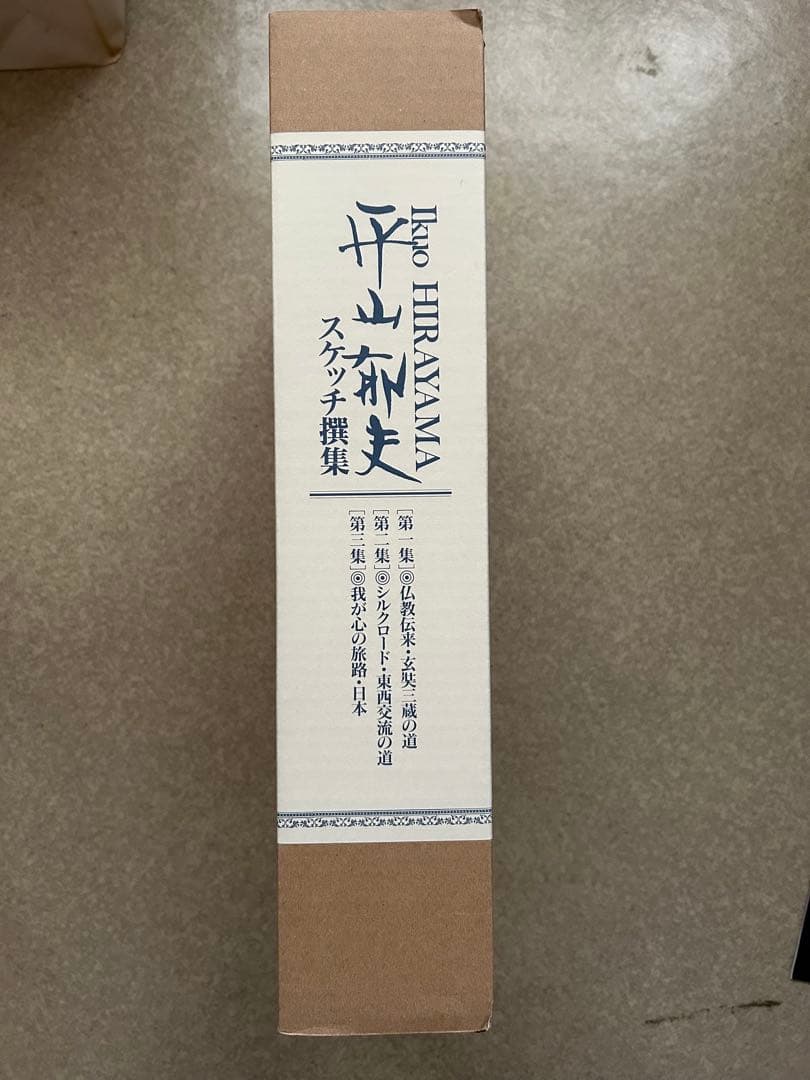 Ikuo HIRAYAMA
平山郁夫
スケッチ撰集
[第一集]◎仏教伝来・玄奘三蔵の道
[第二集]◎シルクロード・東西交流の道
[第三集]◎我が心の旅路・日本